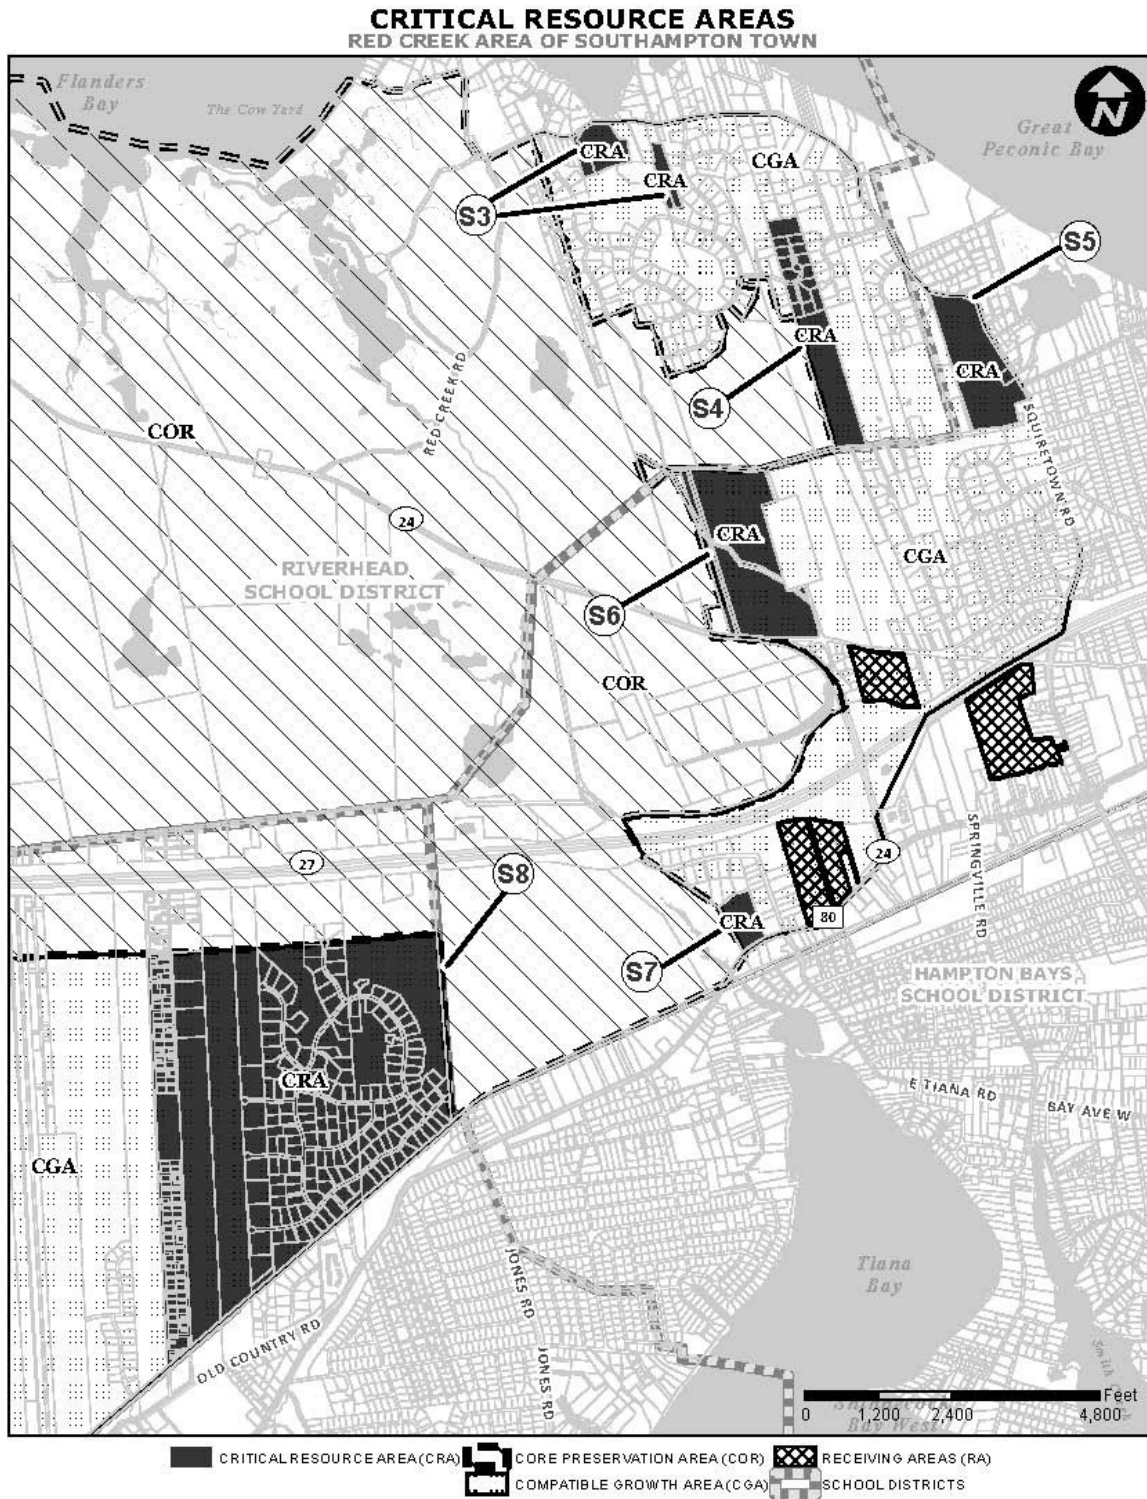 CRITICAL RESOURCE AREAS
RED CREEK AREA OF SOUTHAMPTON TOWN
Flanders
Bay
The Cow Yard
N
Great
Peconic Bay
CRA
CRA
CGA
S3
S5
CRA
CRA
S4
COR
RED CREEK RD
SQUIRETOWN RD
24
CRA
CGA
RIVERHEAD
SCHOOL DISTRICT
S6
COR
27
S8
24
SPRINGVILLE RD
80
CRA
S7
HAMPTON BAYS
SCHOOL DISTRICT
CRA
E TIANA RD
BAY AVE W
CGA
Tiana
Bay
JONES RD
OLD COUNTRY RD
JONES RD
Smith
Feet
0 1,200 2,400 4,800
Bay West
CRITICAL RESOURCE AREA (CRA) CORE PRESERVATION AREA (COR) RECEIVING AREAS (RA)
COMPATIBLE GROWTH AREA (CGA) SCHOOL DISTRICTS